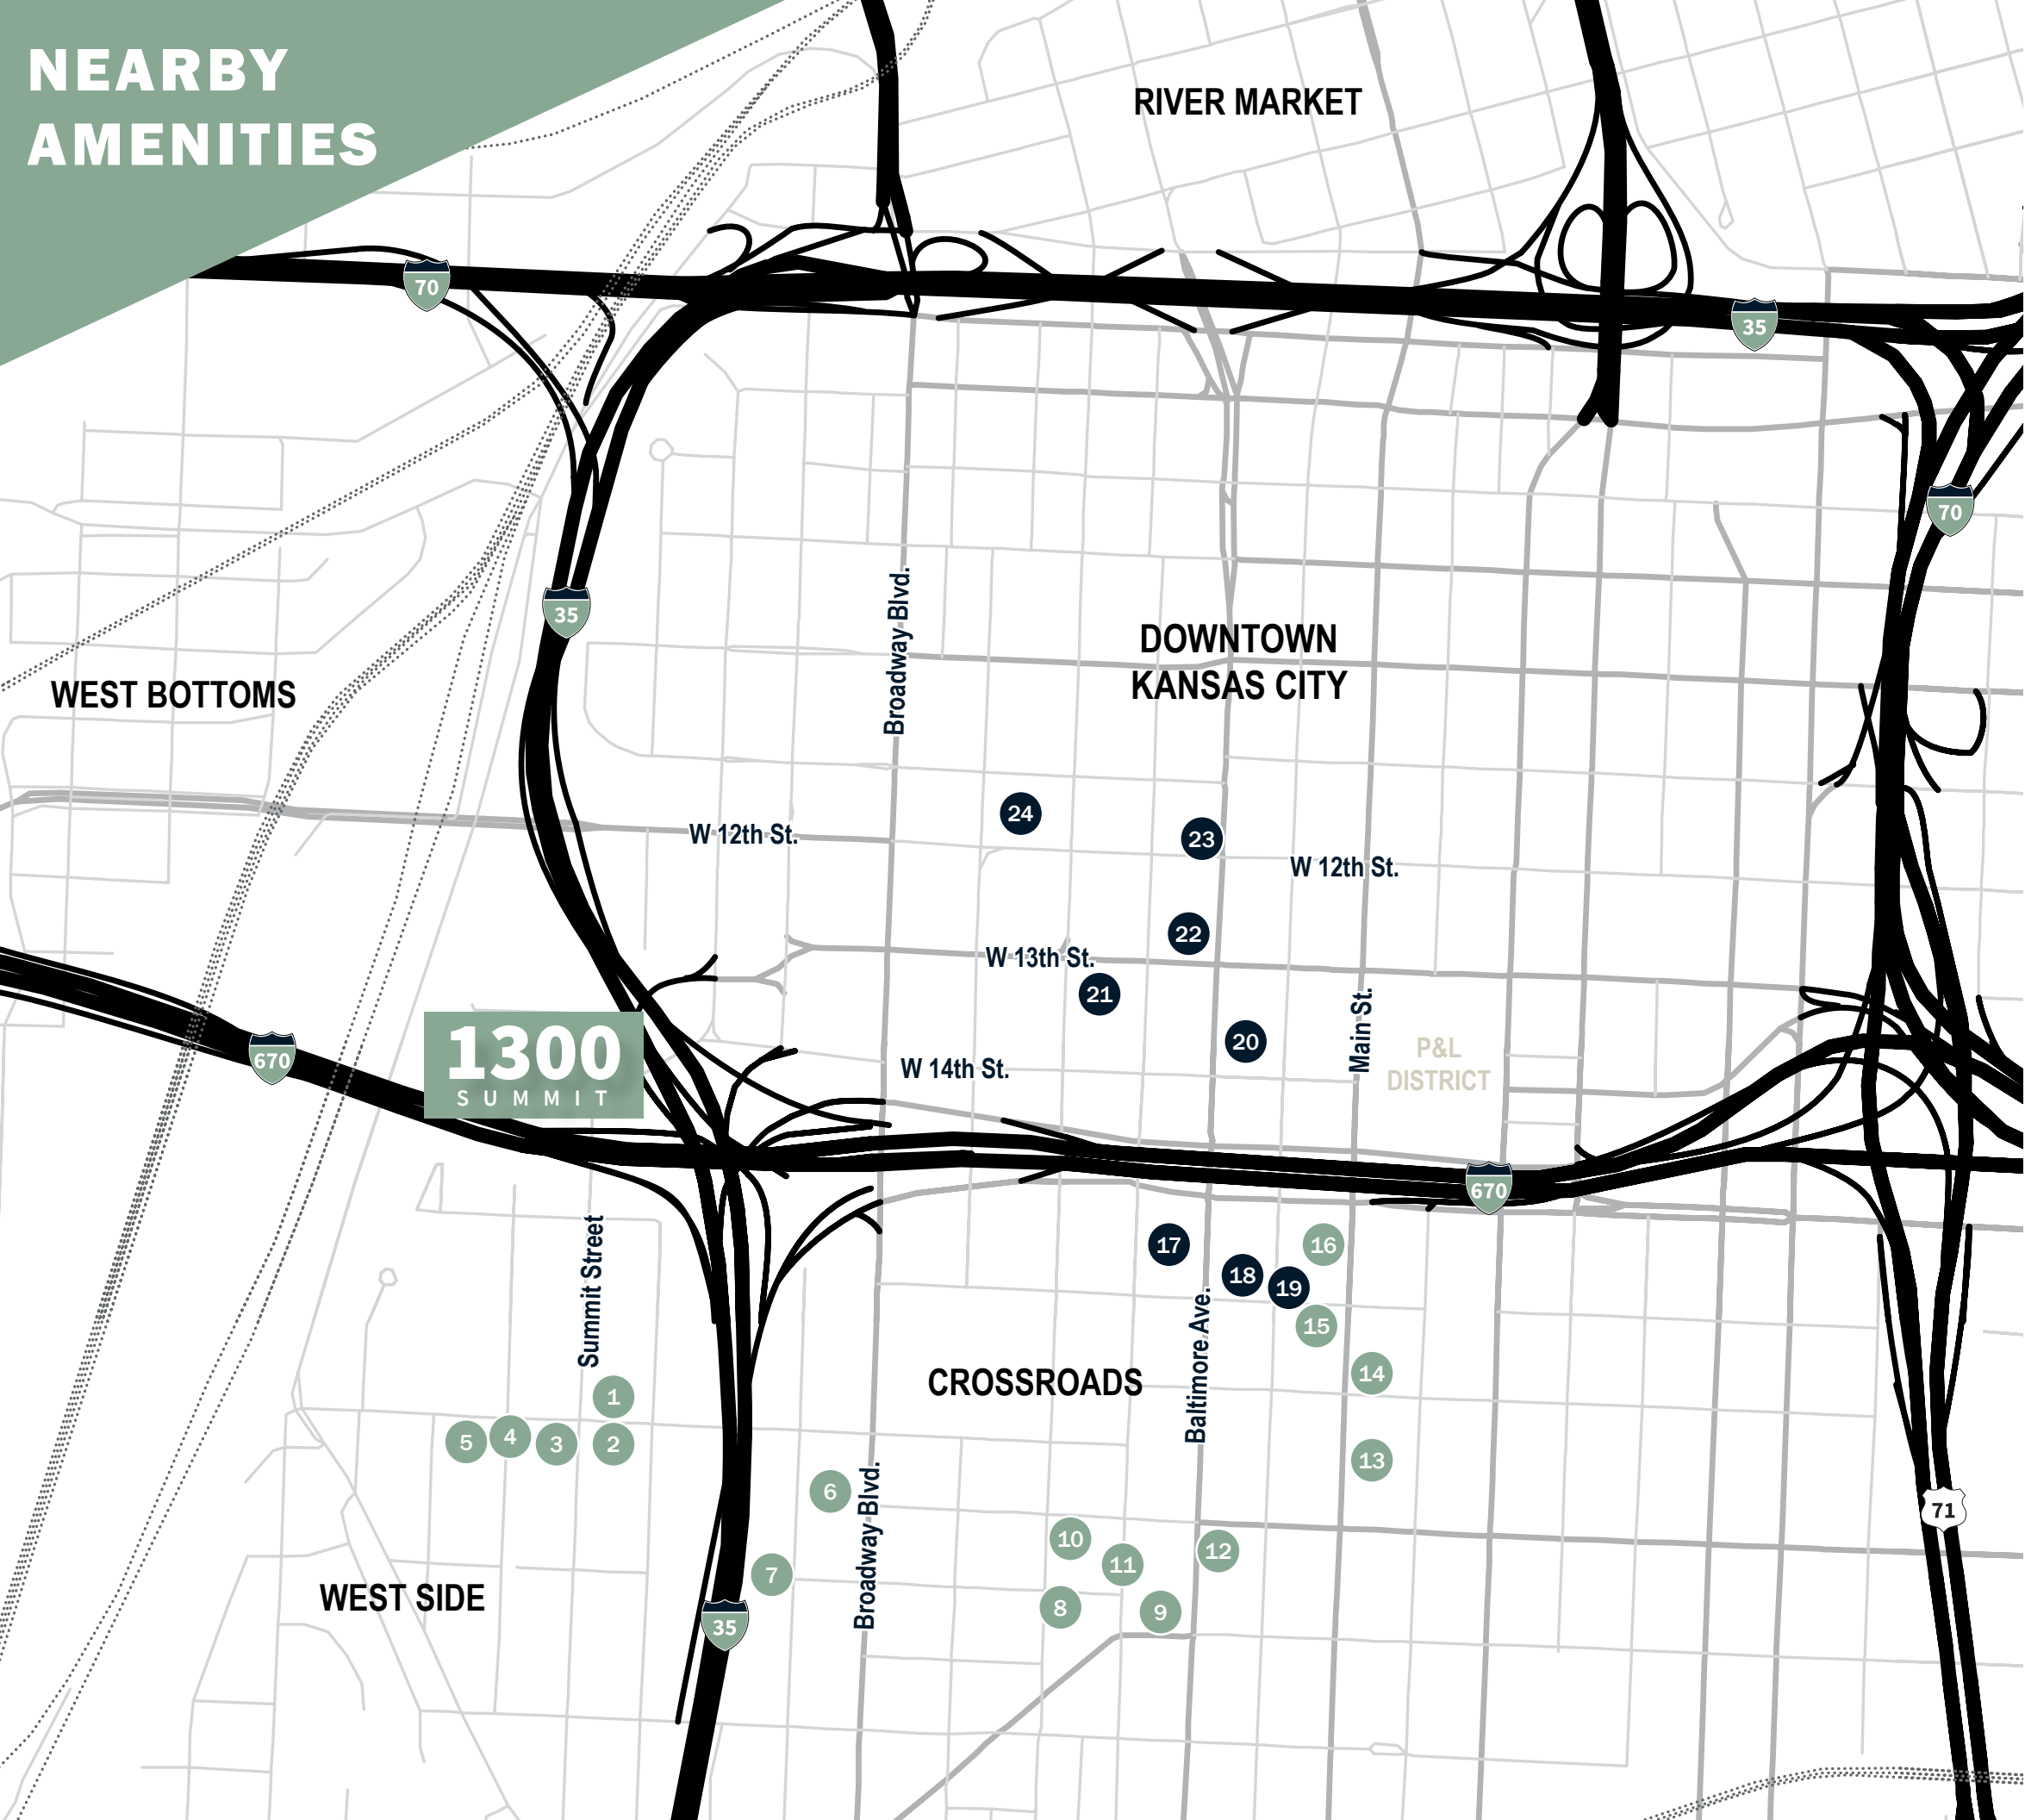 NEARBY
AMENITIES
RIVER MARKET
70
35
70
35
Broadway Blvd.
DOWNTOWN
KANSAS CITY
WEST BOTTOMS
24
23
W 12th St.
W 12th St.
22
W 13th St.
21
Main St.
20
P&L
DISTRICT
670
1300
SUMMIT
W 14th St.
670
17
16
18
19
15
Summit Street
Baltimore Ave.
CROSSROADS
14
1
5
4
3
2
13
6
Broadway Blvd.
71
10
11
12
7
8
9
WEST SIDE
35